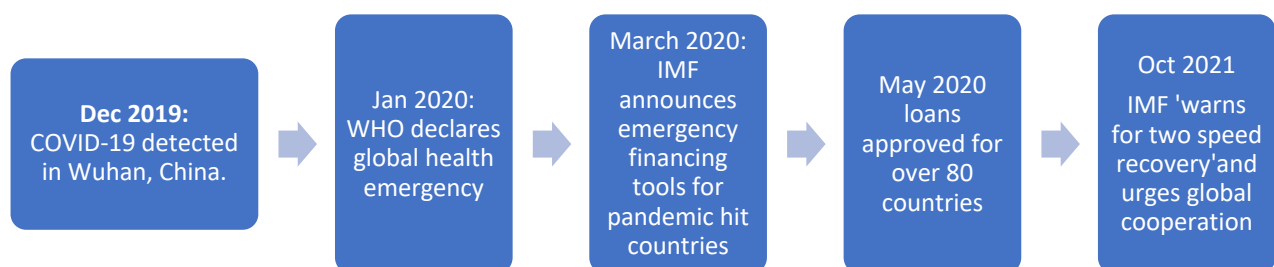 Dec 2019:
COVID-19 detected
in Wuhan, China.
Jan 2020:
WHO declares
global health
emergency
March 2020:
IMF
announces
emergency
financing
tools for
pandemic hit
countries
May 2020
loans
approved for
over 80
countries
Oct 2021
IMF 'warns
for two speed
recovery'and
urges global
cooperation